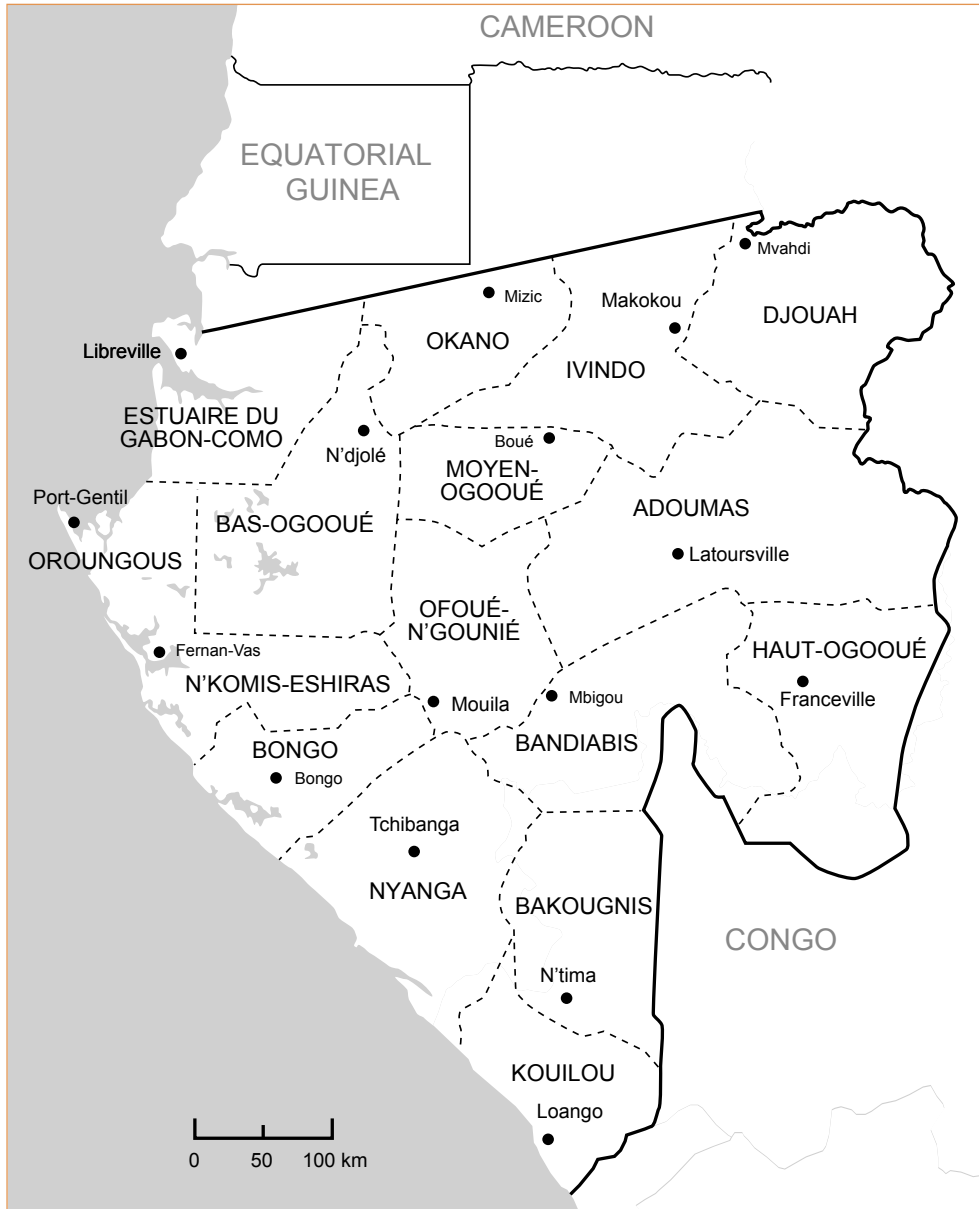 CAMEROON
EQUATORIAL
GUINEA
Mvahdi
Mizic
Makokou
DJOUAH
OKANO
Libreville
IVINDO
ESTUAIRE DU
GABON-COMO
N'djolé
Boué
MOYEN-
OGOOUÉ
Port-Gentil
BAS-OGOOUÉ
ADOUMAS
OROUNGOUS
Latoursville
OFOUÉ-
N'GOUNIÉ
Fernan-Vas
HAUT-OGOOUÉ
N'KOMIS-ESHIRAS
Mouila
Mbigou
Franceville
BONGO
BANDIABIS
Bongo
Tchibanga
NYANGA
BAKOUGNIS
CONGO
N'tima
KOUILOU
Loango
0 50 100 km